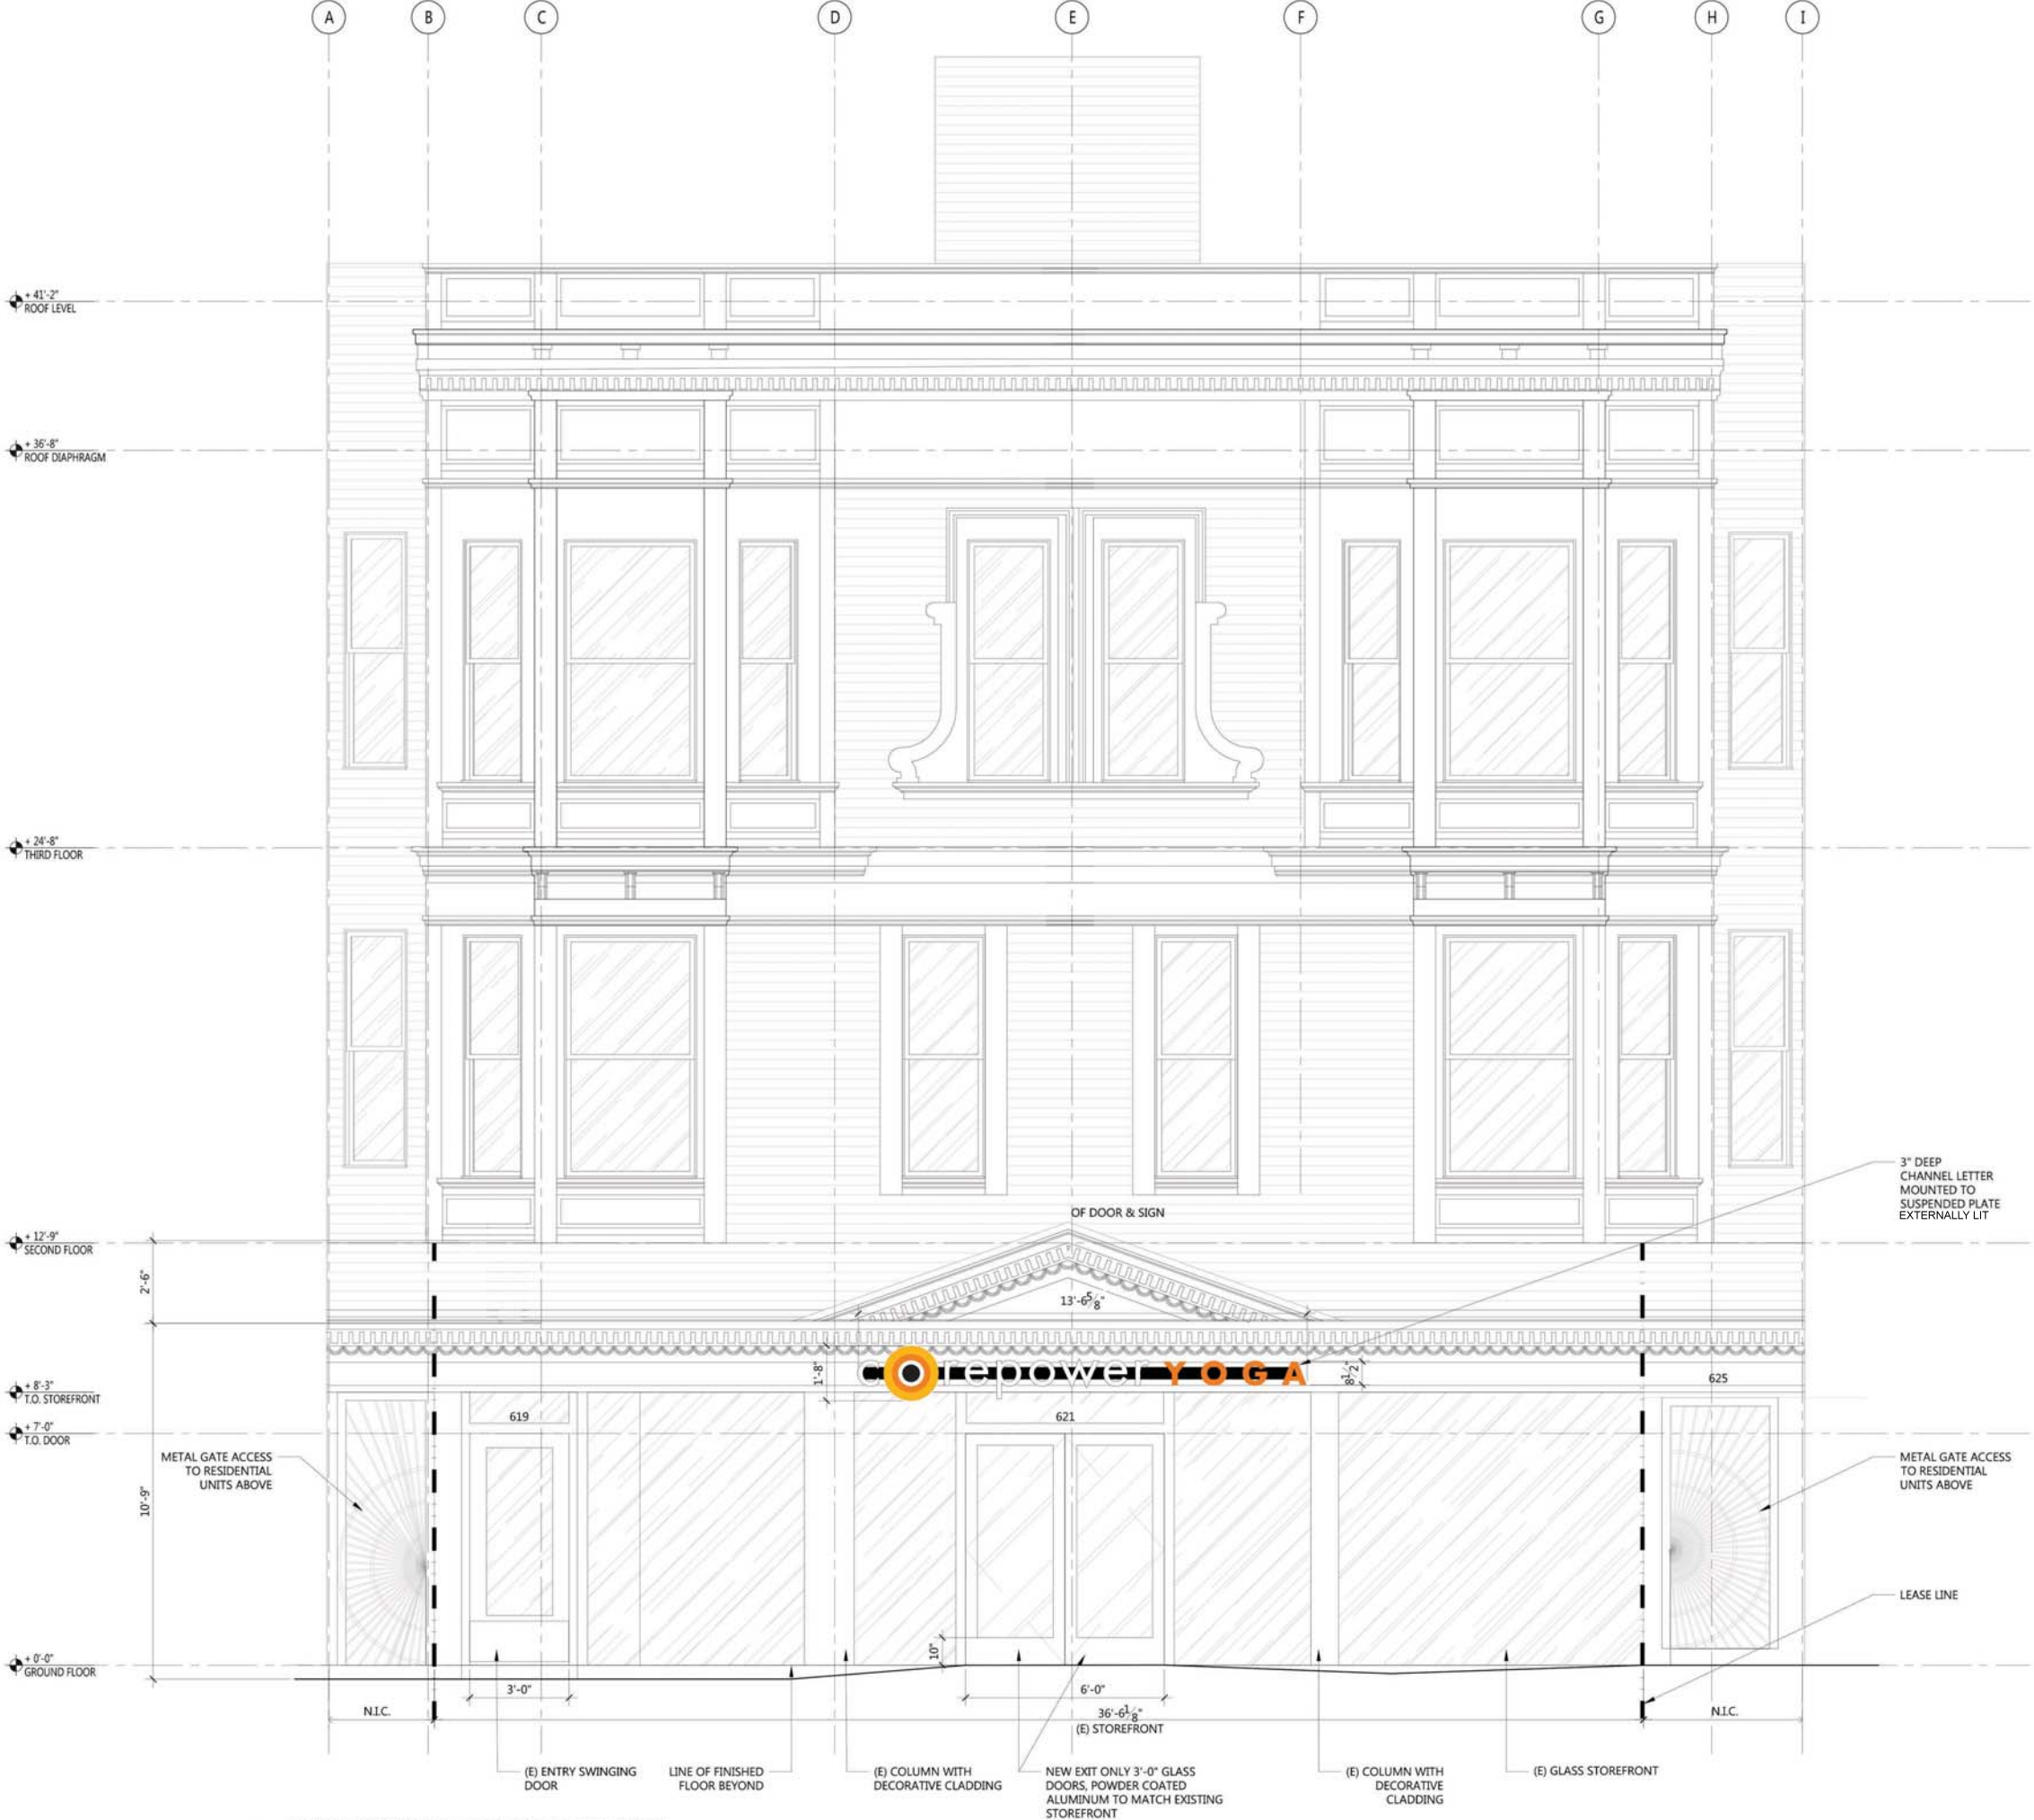 A B C D E F G H I
+ 41'-2"
ROOF LEVEL
+ 36'-8"
ROOF DIAPHRAGM
+ 24'-8"
THIRD FLOOR
3" DEEP
CHANNEL LETTER
MOUNTED TO
SUSPENDED PLATE
EXTERNALLY LIT
OF DOOR & SIGN
+ 12'-9"
SECOND FLOOR
2'-6"
13'-6 5/8"
1'-8"
corepower YOGA
8 1/2"
625
+ 8'-3"
T.O. STOREFRONT
619
621
+ 7'-0"
T.O. DOOR
METAL GATE ACCESS
TO RESIDENTIAL
UNITS ABOVE
METAL GATE ACCESS
TO RESIDENTIAL
UNITS ABOVE
10'-9"
LEASE LINE
10"
+ 0'-0"
GROUND FLOOR
3'-0"
6'-0"
N.I.C.
36'-6 1/8"
(E) STOREFRONT
N.I.C.
(E) ENTRY SWINGING
DOOR
LINE OF FINISHED
FLOOR BEYOND
(E) COLUMN WITH
DECORATIVE CLADDING
NEW EXIT ONLY 3'-0" GLASS
DOORS, POWDER COATED
ALUMINUM TO MATCH EXISTING
STOREFRONT
(E) COLUMN WITH
DECORATIVE
CLADDING
(E) GLASS STOREFRONT